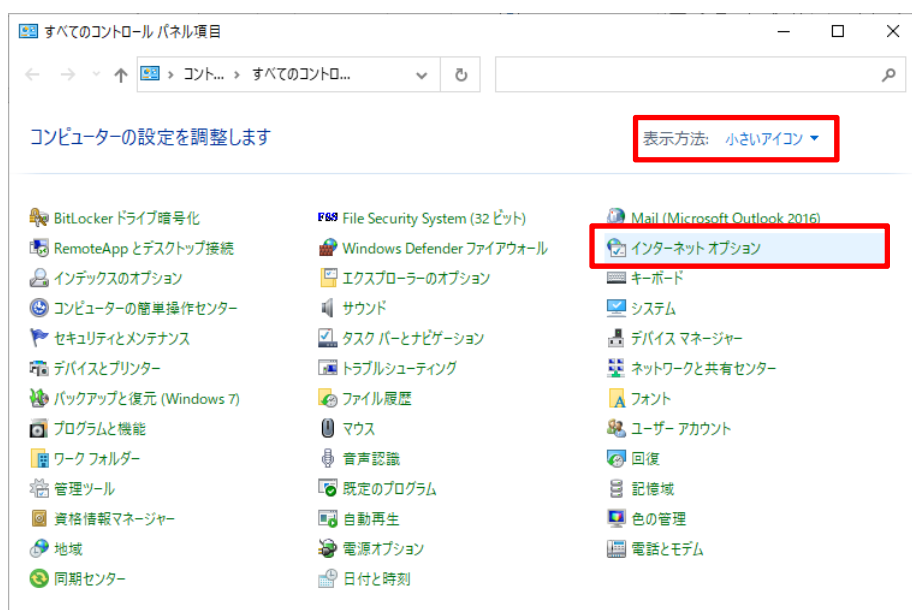 すべてのコントロール パネル項目
コント... › すべてのコントロ...
コンピューターの設定を調整します
表示方法: 小さいアイコン
BitLocker ドライブ暗号化 File Security System (32 ビット) Mail (Microsoft Outlook 2016)
RemoteApp とデスクトップ接続 Windows Defender ファイアウォール インターネット オプション
インデックスのオプション エクスプローラーのオプション キーボード
コンピューターの簡単操作センター サウンド システム
セキュリティとメンテナンス タスク バーとナビゲーション デバイス マネージャー
デバイスとプリンター トラブルシューティング ネットワークと共有センター
バックアップと復元 (Windows 7) ファイル履歴 フォント
プログラムと機能 マウス ユーザー アカウント
ワーク フォルダー 音声認識 回復
管理ツール 既定のプログラム 記憶域
資格情報マネージャー 自動再生 色の管理
地域 電源オプション 電話とモデム
同期センター 日付と時刻